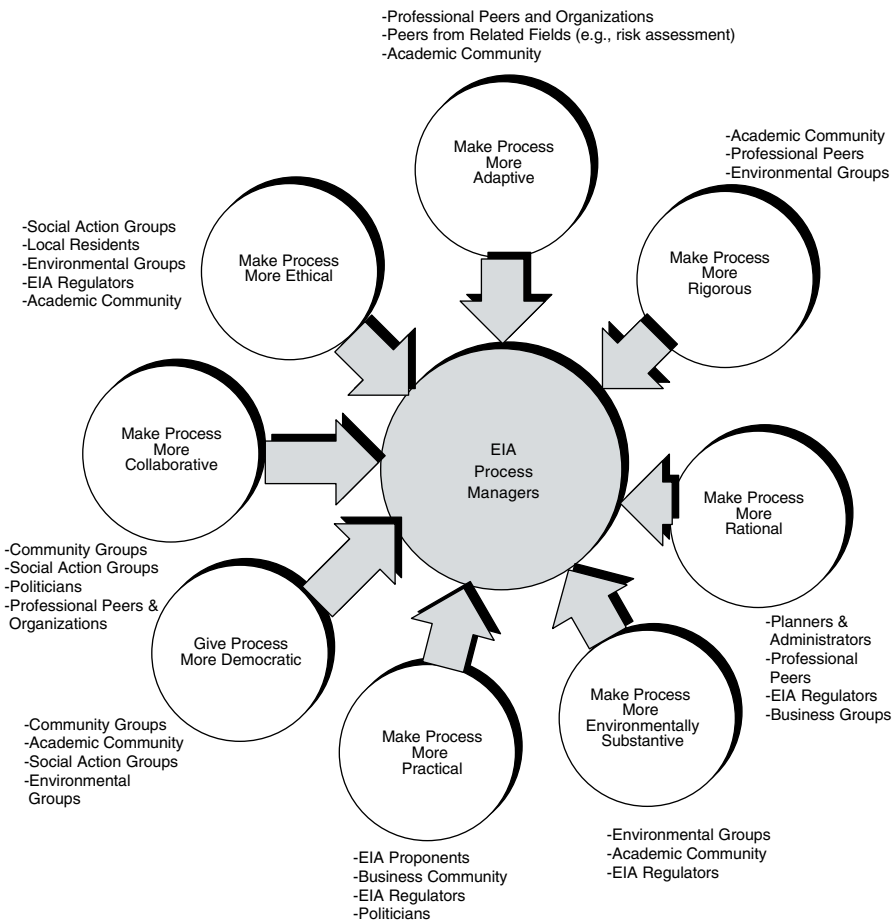 -Professional Peers and Organizations
-Peers from Related Fields (e.g., risk assessment)
-Academic Community
Make Process
More
Adaptive
-Academic Community
-Professional Peers
-Environmental Groups
Make Process
More
Rigorous
-Social Action Groups
-Local Residents
-Environmental Groups
-EIA Regulators
-Academic Community
Make Process
More Ethical
Make Process
More
Collaborative
-Community Groups
-Social Action Groups
-Politicians
-Professional Peers &
Organizations
EIA
Process
Managers
Make Process
More
Rational
-Planners &
Administrators
-Professional
Peers
-EIA Regulators
-Business Groups
Give Process
More Democratic
-Community Groups
-Academic Community
-Social Action Groups
-Environmental
Groups
Make Process
More
Practical
-EIA Proponents
-Business Community
-EIA Regulators
-Politicians
Make Process
More
Environmentally
Substantive
-Environmental Groups
-Academic Community
-EIA Regulators